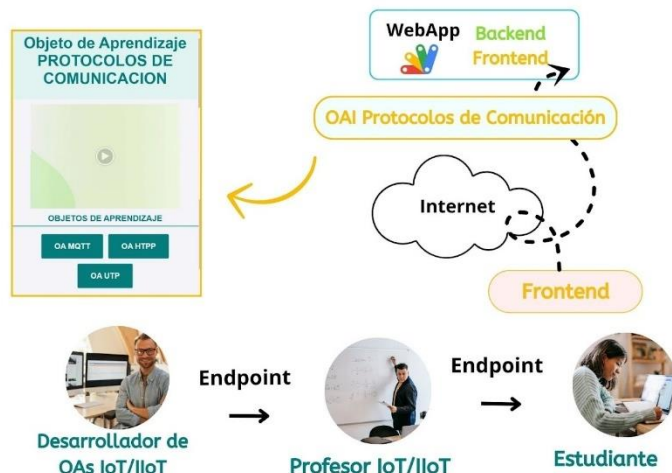 Objeto de Aprendizaje
PROTOCOLOS DE
COMUNICACION
OBJETOS DE APRENDIZAJE
OA MQTT
OA HTPP
OA UTP
WebApp
Backend
Frontend
OAI Protocolos de Comunicación
Internet
Frontend
Endpoint
Endpoint
Desarrollador de
OAs IoT/IIoT
Profesor IoT/IIoT
Estudiante